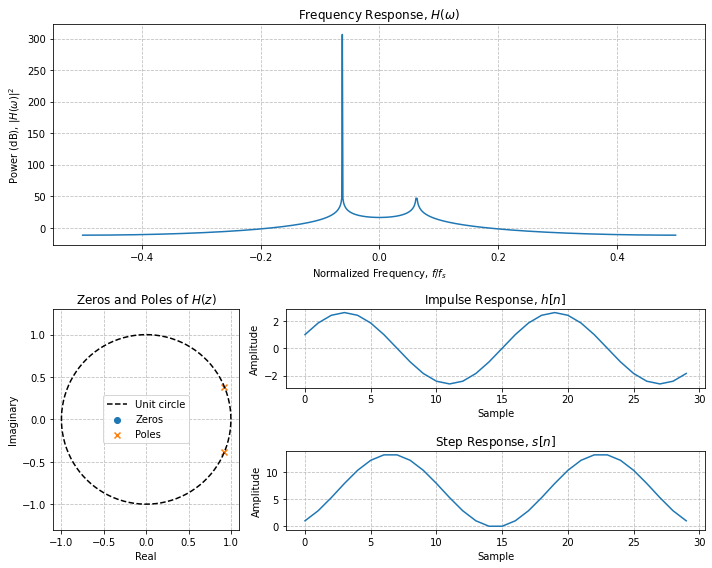 Frequency Response, H(ω)
300
250
200
150
100
50
0
Power (dB), |H(ω)|²
−0.4
−0.2
0.0
0.2
0.4
Normalized Frequency, f/fₛ
Zeros and Poles of H(z)
1.0
0.5
0.0
−0.5
−1.0
Imaginary
Unit circle
Zeros
Poles
−1.0
−0.5
0.0
0.5
1.0
Real
Impulse Response, h[n]
2
0
−2
Amplitude
0
5
10
15
20
25
30
Sample
Step Response, s[n]
10
5
0
Amplitude
0
5
10
15
20
25
30
Sample